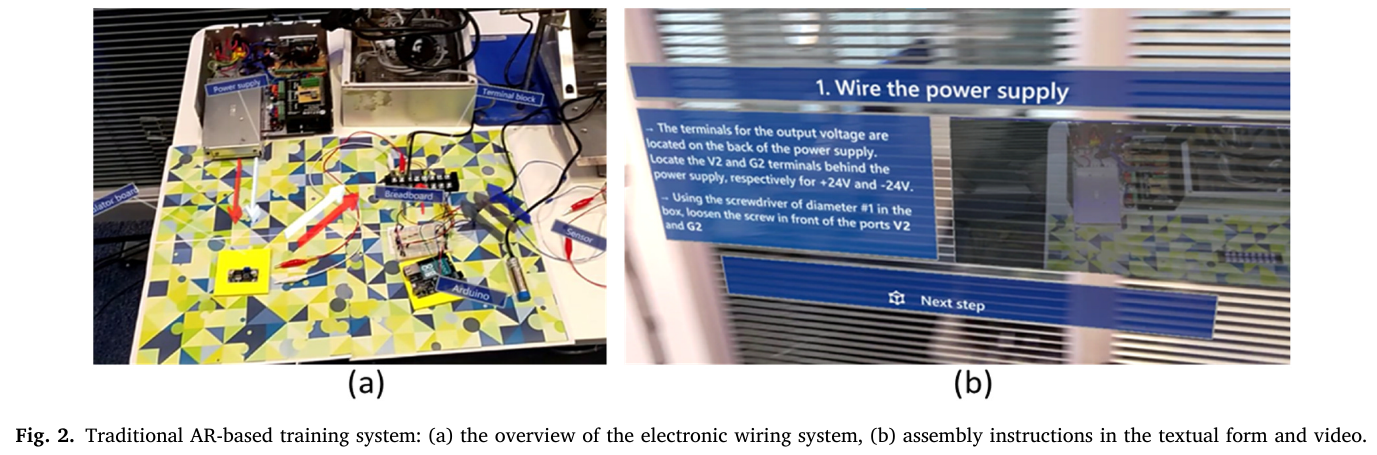 Power supply
Terminal block
Breadboard
Sensor
Arduino
1. Wire the power supply
→ The terminals for the output voltage are
located on the back of the power supply.
Locate the V2 and G2 terminals behind the
power supply, respectively for +24V and -24V.
→ Using the screwdriver of diameter #1 in the
box, loosen the screw in front of the ports V2
and G2
Next step
(a)
(b)
Fig. 2. Traditional AR-based training system: (a) the overview of the electronic wiring system, (b) assembly instructions in the textual form and video.